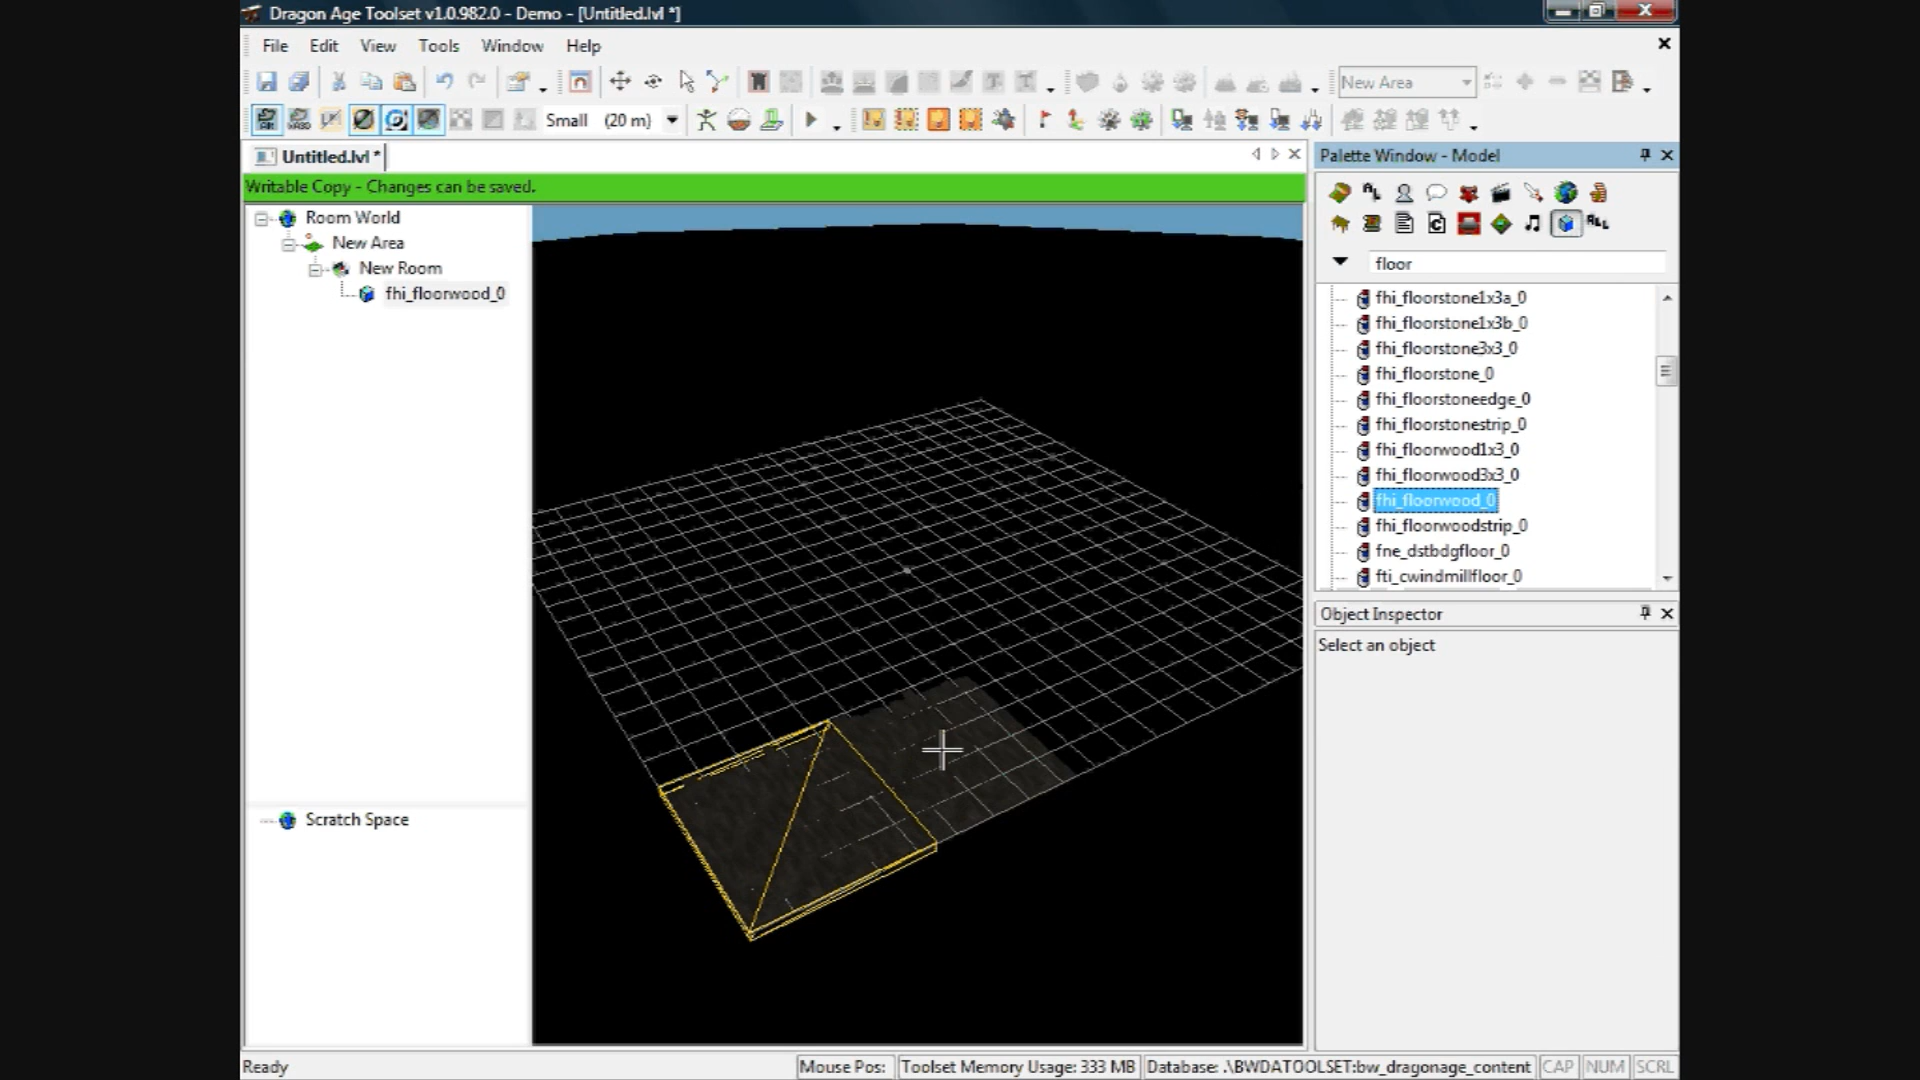 Dragon Age Toolset v1.0.982.0 - Demo - [Untitled.lvl *]
File Edit View Tools Window Help
New Area
Small (20 m)
Untitled.lvl *
Palette Window - Model
Writable Copy - Changes can be saved.
Room World
New Area
New Room
fhi_floorwood_0
Scratch Space
floor
fhi_floorstone1x3a_0
fhi_floorstone1x3b_0
fhi_floorstone3x3_0
fhi_floorstone_0
fhi_floorstoneedge_0
fhi_floorstonestrip_0
fhi_floorwood1x3_0
fhi_floorwood3x3_0
fhi_floorwood_0
fhi_floorwoodstrip_0
fne_dstbdgfloor_0
fti_cwindmillfloor_0
Object Inspector
Select an object
Ready Mouse Pos: Toolset Memory Usage: 333 MB Database: .\BWDATOOLSET:bw_dragonage_content CAP NUM SCRL